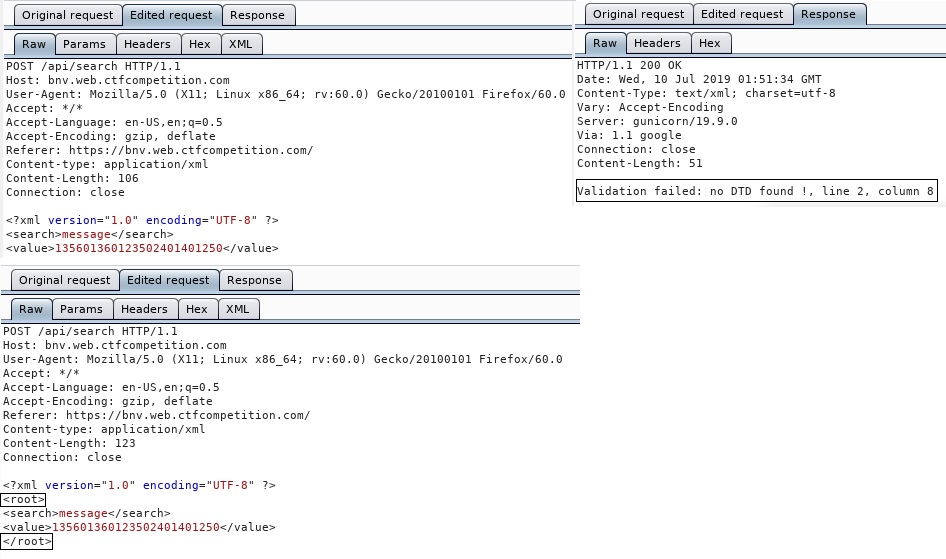 Original request Edited request Response
Raw Params Headers Hex XML
POST /api/search HTTP/1.1
Host: bnv.web.ctfcompetition.com
User-Agent: Mozilla/5.0 (X11; Linux x86_64; rv:60.0) Gecko/20100101 Firefox/60.0
Accept: */*
Accept-Language: en-US,en;q=0.5
Accept-Encoding: gzip, deflate
Referer: https://bnv.web.ctfcompetition.com/
Content-type: application/xml
Content-Length: 106
Connection: close
<?xml version="1.0" encoding="UTF-8" ?>
<search>message</search>
<value>135601360123502401401250</value>
Original request Edited request Response
Raw Headers Hex
HTTP/1.1 200 OK
Date: Wed, 10 Jul 2019 01:51:34 GMT
Content-Type: text/xml; charset=utf-8
Vary: Accept-Encoding
Server: gunicorn/19.9.0
Via: 1.1 google
Connection: close
Content-Length: 51
Validation failed: no DTD found !, line 2, column 8
Original request Edited request Response
Raw Params Headers Hex XML
POST /api/search HTTP/1.1
Host: bnv.web.ctfcompetition.com
User-Agent: Mozilla/5.0 (X11; Linux x86_64; rv:60.0) Gecko/20100101 Firefox/60.0
Accept: */*
Accept-Language: en-US,en;q=0.5
Accept-Encoding: gzip, deflate
Referer: https://bnv.web.ctfcompetition.com/
Content-type: application/xml
Content-Length: 123
Connection: close
<?xml version="1.0" encoding="UTF-8" ?>
<root>
<search>message</search>
<value>135601360123502401401250</value>
</root>